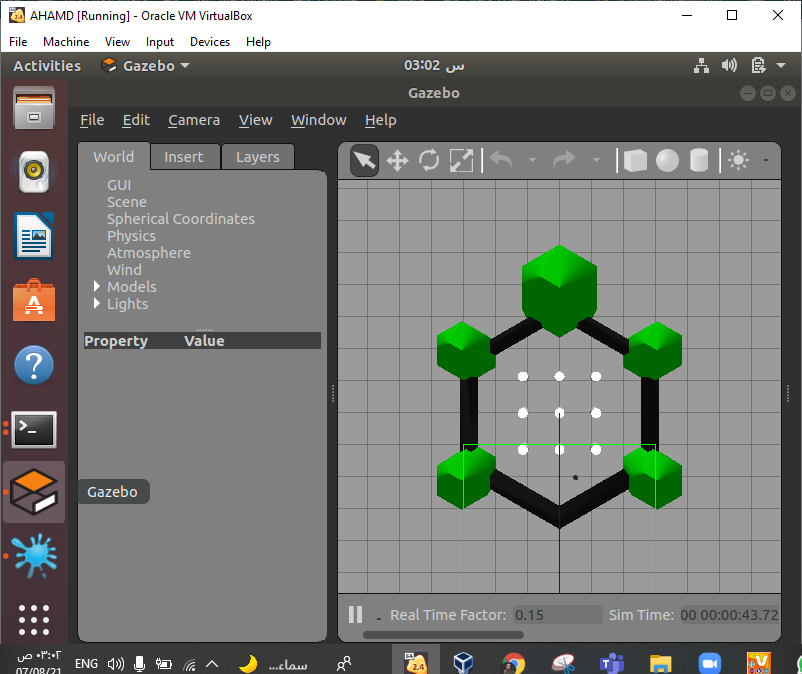 AHAMD [Running] - Oracle VM VirtualBox
File Machine View Input Devices Help
Activities Gazebo 03:02 س
Gazebo
File Edit Camera View Window Help
World Insert Layers
GUI
Scene
Spherical Coordinates
Physics
Atmosphere
Wind
Models
Lights
Property Value
Gazebo
Real Time Factor: 0.15 Sim Time: 00 00:00:43.72
٠٣:٠٢ ص
07/08/21
ENG
سماء...
64
2.4